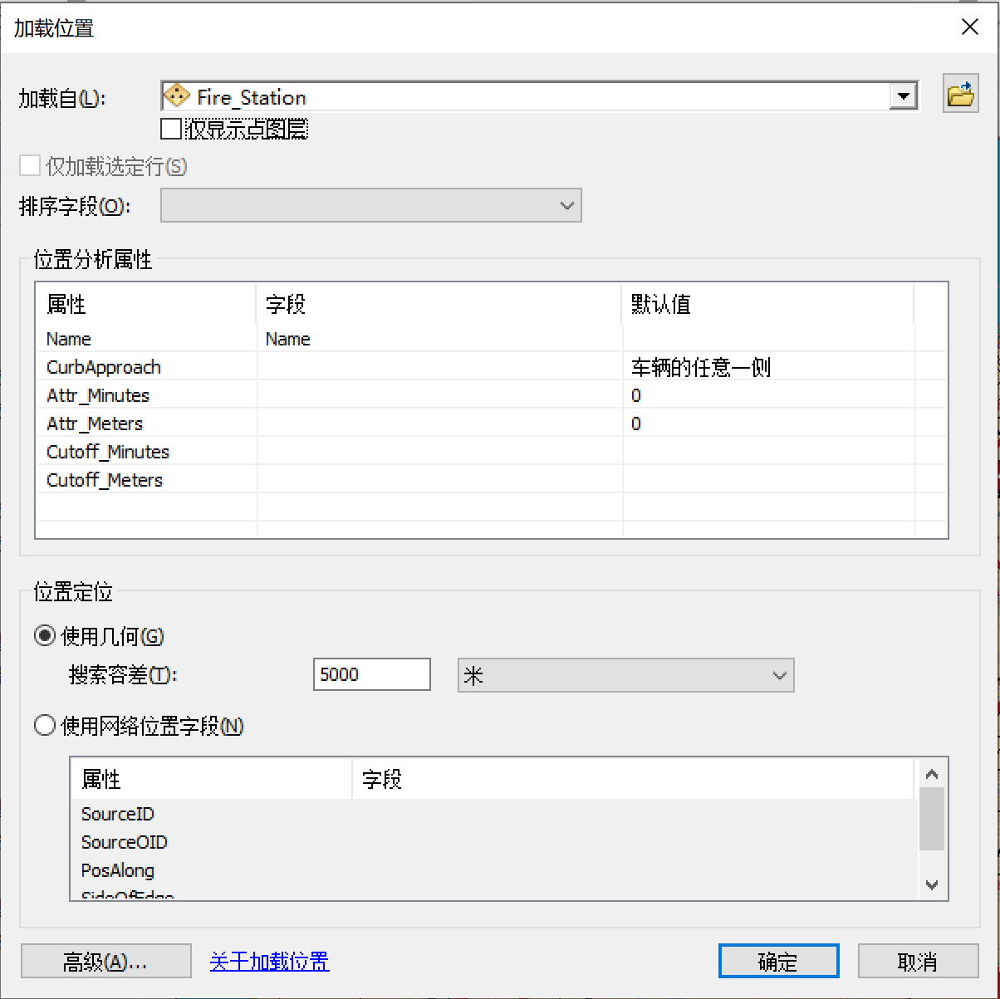 加载位置
加载自(L):
Fire_Station
仅显示点图层
仅加载选定行(S)
排序字段(O):
位置分析属性
属性 字段 默认值
Name Name
CurbApproach 车辆的任意一侧
Attr_Minutes 0
Attr_Meters 0
Cutoff_Minutes
Cutoff_Meters
位置定位
使用几何(G)
搜索容差(T): 5000 米
使用网络位置字段(N)
属性 字段
SourceID
SourceOID
PosAlong
SideOfEdge
高级(A)... 关于加载位置 确定 取消